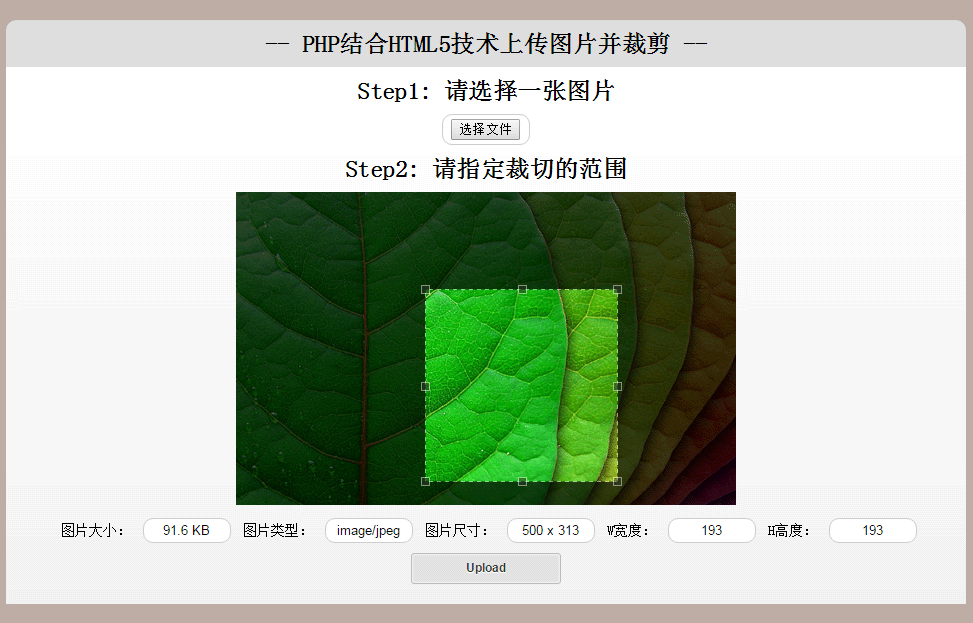 -- PHP结合HTML5技术上传图片并裁剪 --
Step1: 请选择一张图片
选择文件
Step2: 请指定裁切的范围
图片大小: 91.6 KB 图片类型: image/jpeg 图片尺寸: 500 x 313 W宽度: 193 H高度: 193
Upload